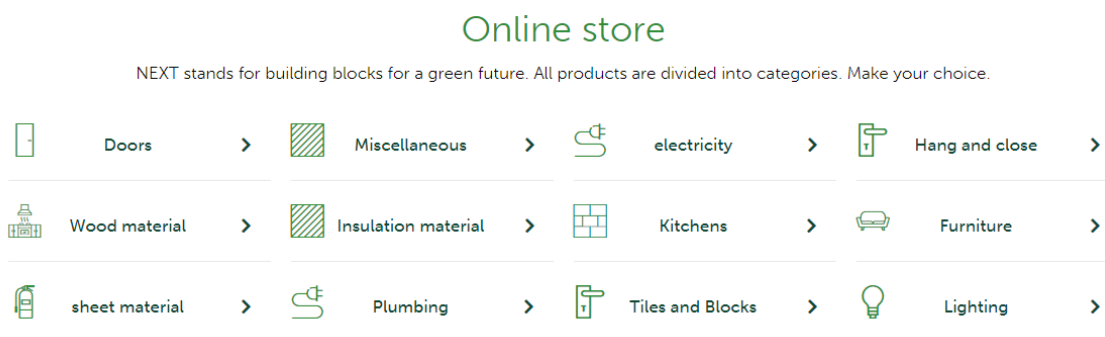 Online store
NEXT stands for building blocks for a green future. All products are divided into categories. Make your choice.
Doors
Miscellaneous
electricity
Hang and close
Wood material
Insulation material
Kitchens
Furniture
sheet material
Plumbing
Tiles and Blocks
Lighting